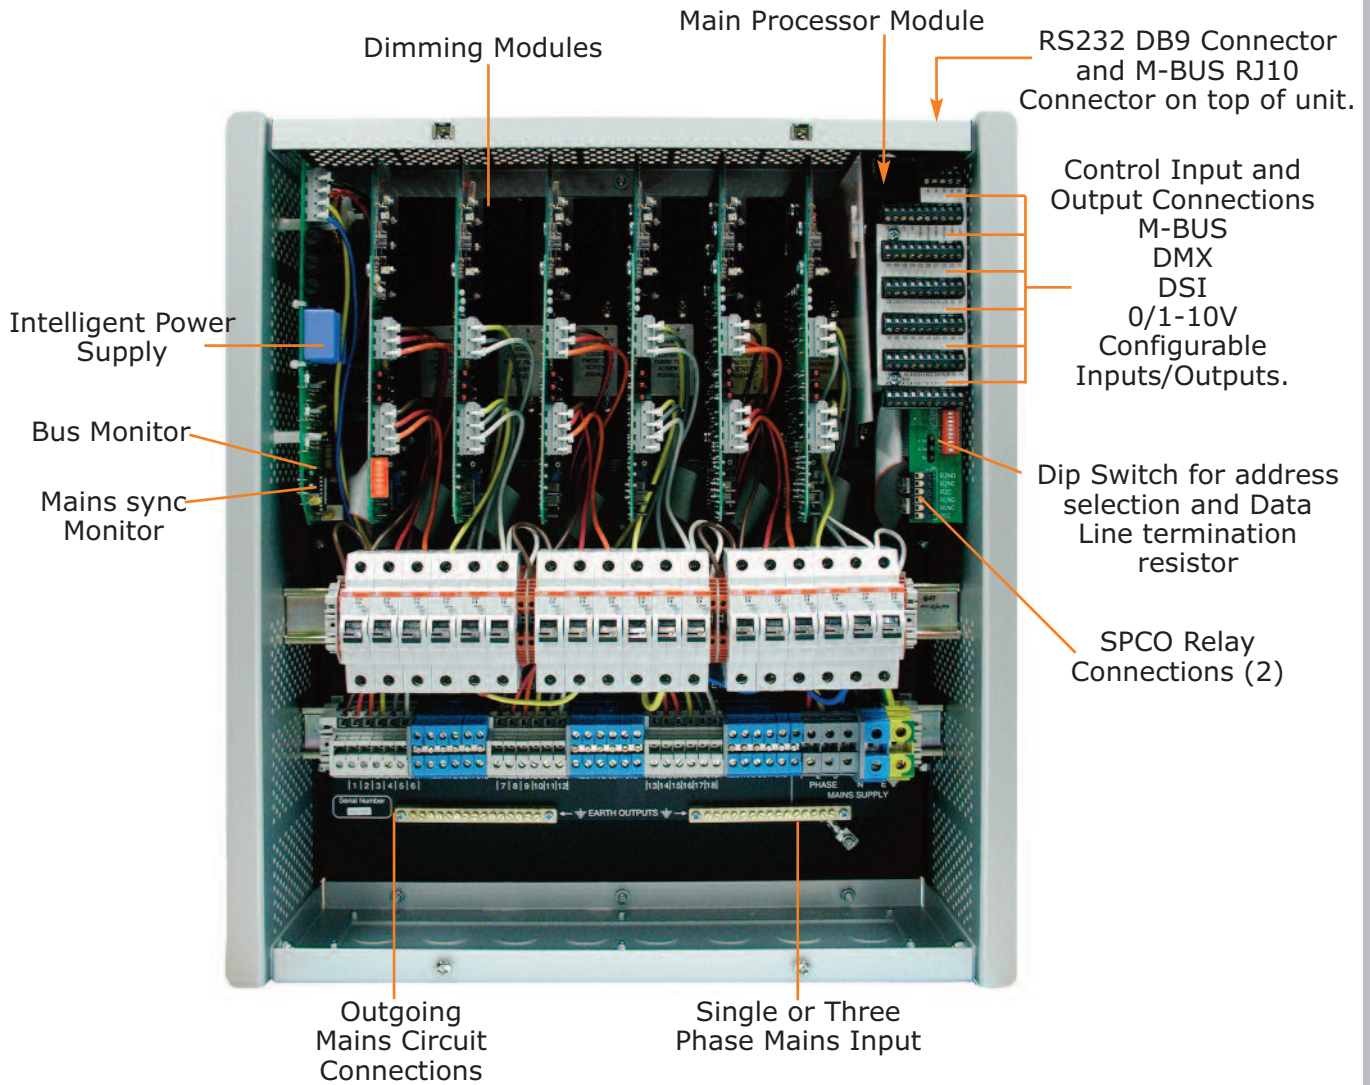 Main Processor Module
Dimming Modules
RS232 DB9 Connector
and M-BUS RJ10
Connector on top of unit.
Control Input and
Output Connections
M-BUS
DMX
DSI
0/1-10V
Configurable
Inputs/Outputs.
Intelligent Power
Supply
Bus Monitor
Mains sync
Monitor
Dip Switch for address
selection and Data
Line termination
resistor
SPCO Relay
Connections (2)
|1|2|3|4|5|6|
|7|8|9|10|11|12|
|13|14|15|16|17|18|
PHASE N E
MAINS SUPPLY
Serial Number
EARTH OUTPUTS
Outgoing
Mains Circuit
Connections
Single or Three
Phase Mains Input